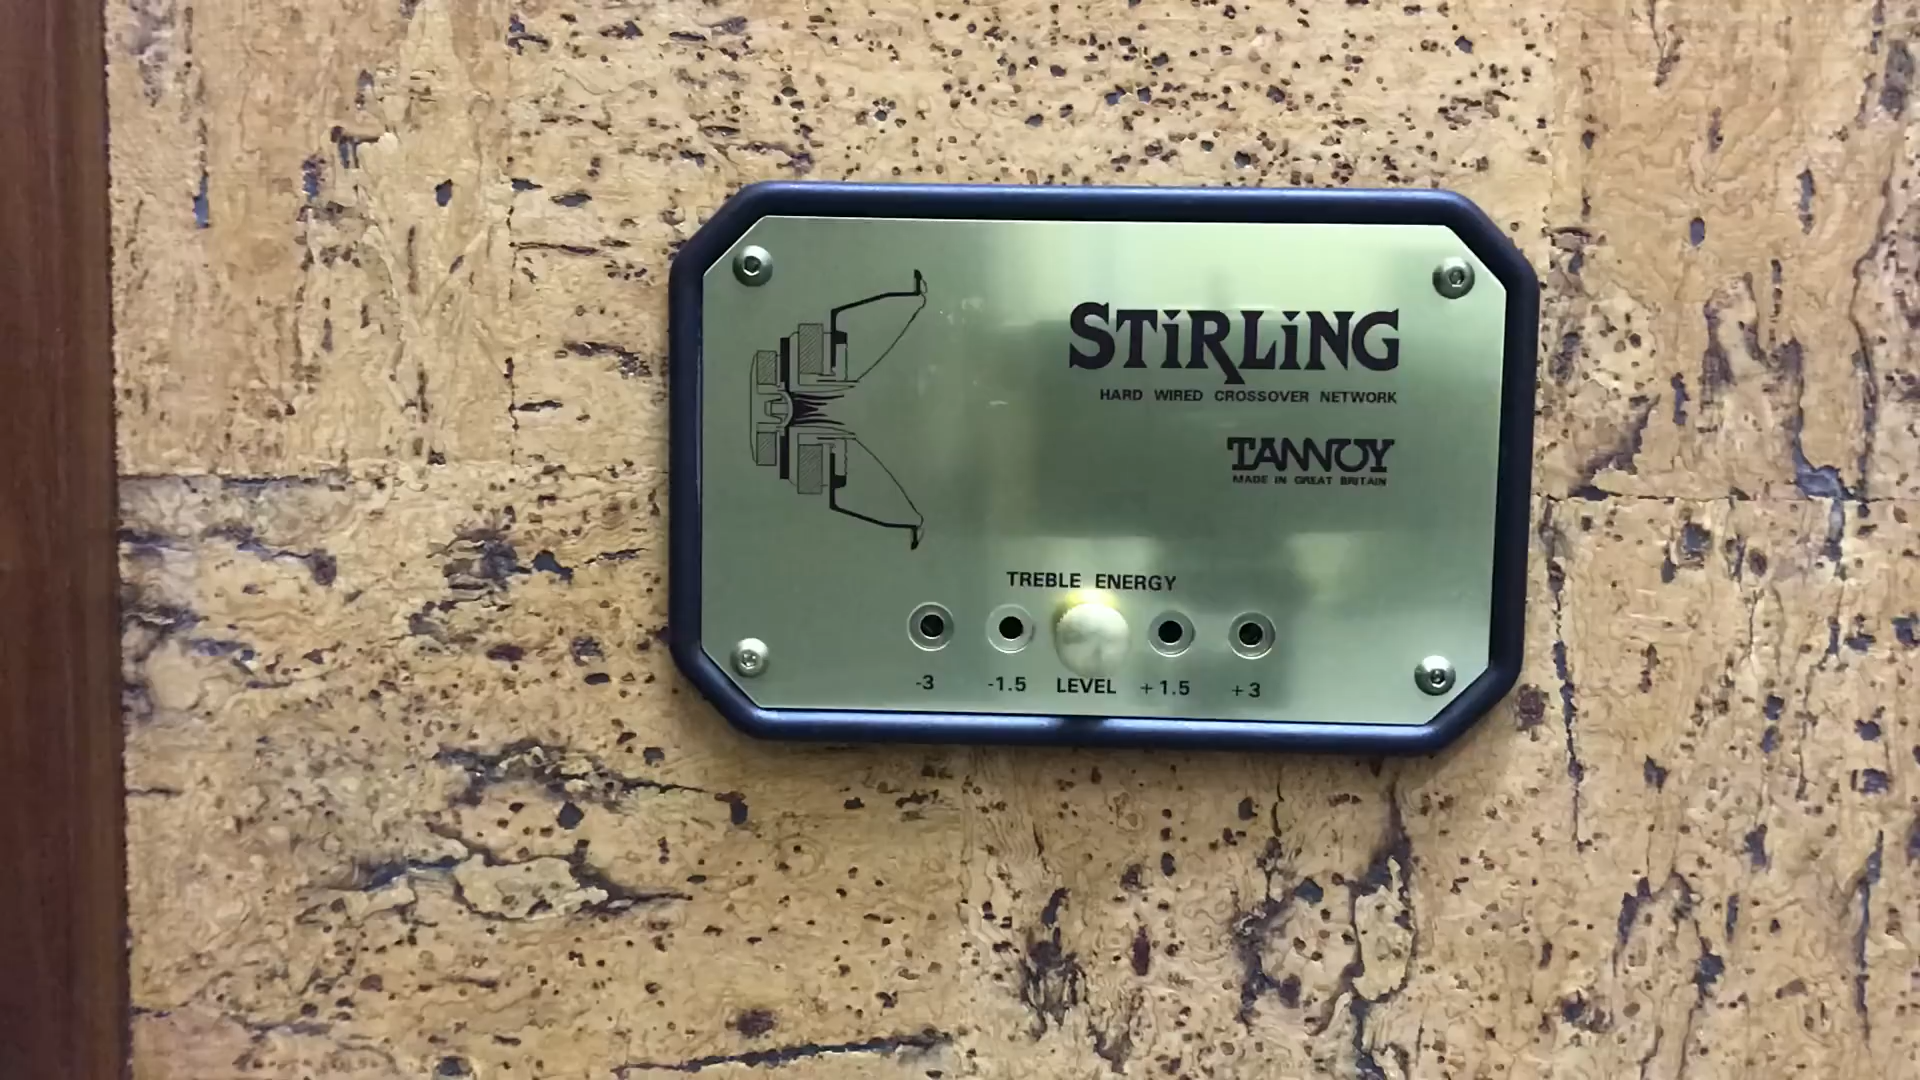 STiRLiNG
HARD WIRED CROSSOVER NETWORK
TANNOY
MADE IN GREAT BRITAIN
TREBLE ENERGY
-3 -1.5 LEVEL +1.5 +3